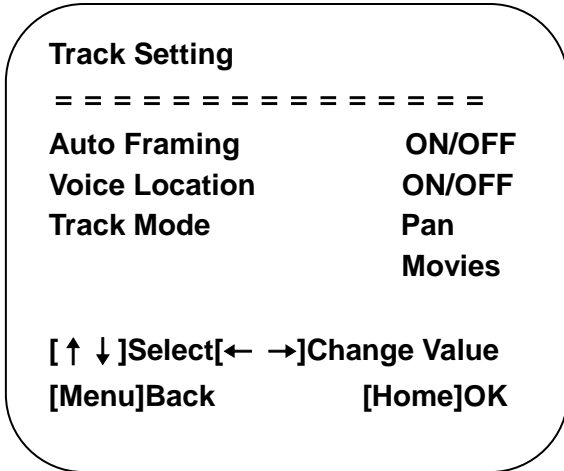 Track Setting
= = = = = = = = = = = = = = =
Auto Framing ON/OFF
Voice Location ON/OFF
Track Mode Pan
Movies
[↑ ↓]Select[← →]Change Value
[Menu]Back [Home]OK